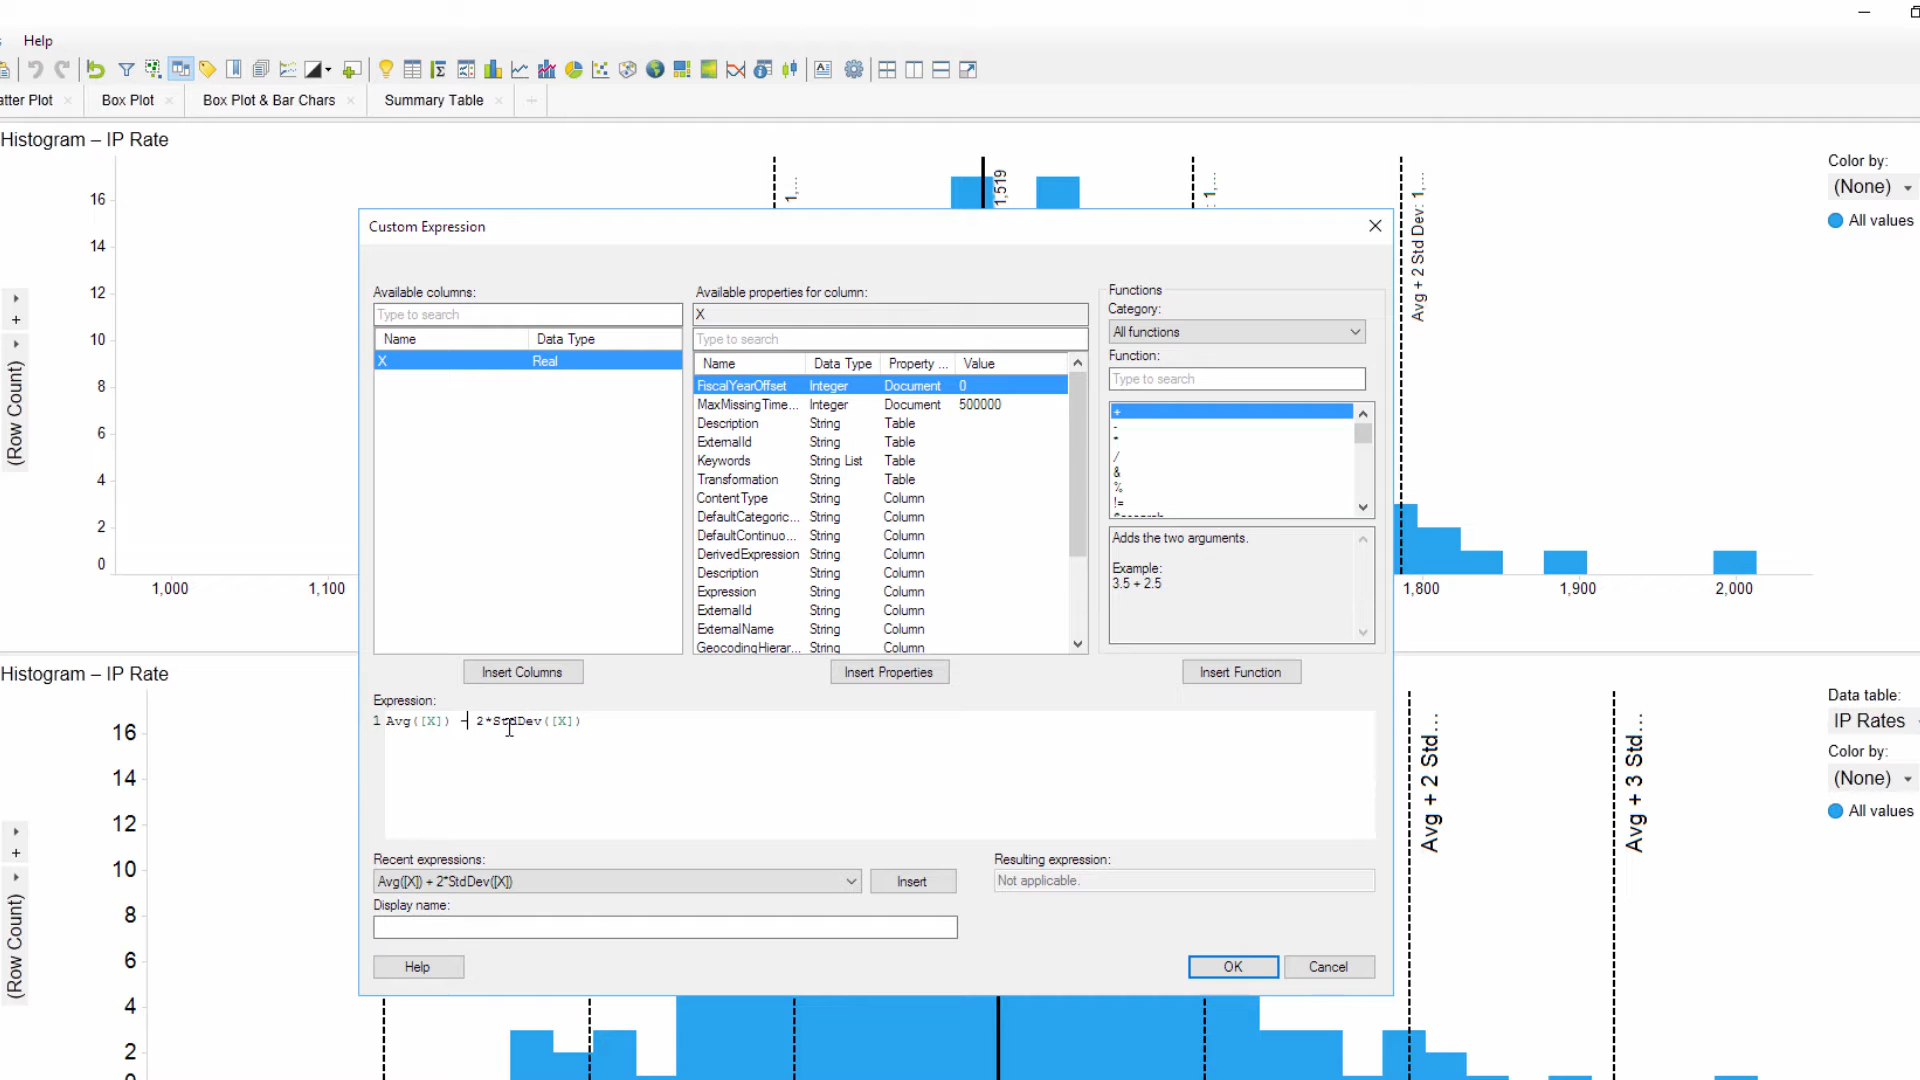 Help
atter Plot
Box Plot
Box Plot & Bar Chars
Summary Table
Histogram – IP Rate
16
14
12
10
8
6
4
2
0
(Row Count)
1,000
1,100
1,519
Avg + 2 Std Dev: 1,...
1,800
1,900
2,000
Color by:
(None)
All values
Custom Expression
Available columns:
Type to search
Name Data Type
X Real
Insert Columns
Available properties for column:
X
Type to search
Name Data Type Property ... Value
FiscalYearOffset Integer Document 0
MaxMissingTime... Integer Document 500000
Description String Table
ExternalId String Table
Keywords String List Table
Transformation String Table
ContentType String Column
DefaultCategoric... String Column
DefaultContinuo... String Column
DerivedExpression String Column
Description String Column
Expression String Column
ExternalId String Column
ExternalName String Column
GeocodingHierar... String Column
Insert Properties
Functions
Category:
All functions
Function:
Type to search
+
-
*
/
&
%
!=
Adds the two arguments.
Example:
3.5 + 2.5
Insert Function
Expression:
1 Avg([X]) - 2*StdDev([X])
Recent expressions:
Avg([X]) + 2*StdDev([X])
Insert
Resulting expression:
Not applicable.
Display name:
Help
OK
Cancel
Histogram – IP Rate
16
14
12
10
8
6
4
2
0
(Row Count)
Avg + 2 Std...
Avg + 3 Std...
Data table:
IP Rates
Color by:
(None)
All values